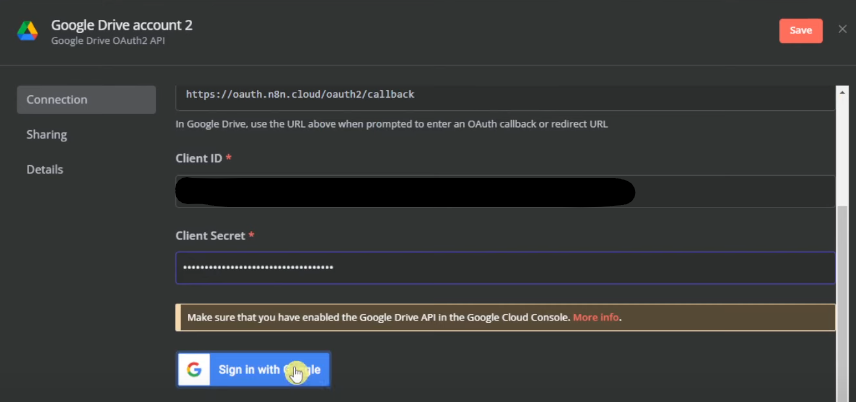 Google Drive account 2
Google Drive OAuth2 API
Save
Connection
Sharing
Details
https://oauth.n8n.cloud/oauth2/callback
In Google Drive, use the URL above when prompted to enter an OAuth callback or redirect URL
Client ID *
Client Secret *
••••••••••••••••••••••••••••••••••
Make sure that you have enabled the Google Drive API in the Google Cloud Console. More info.
Sign in with Google